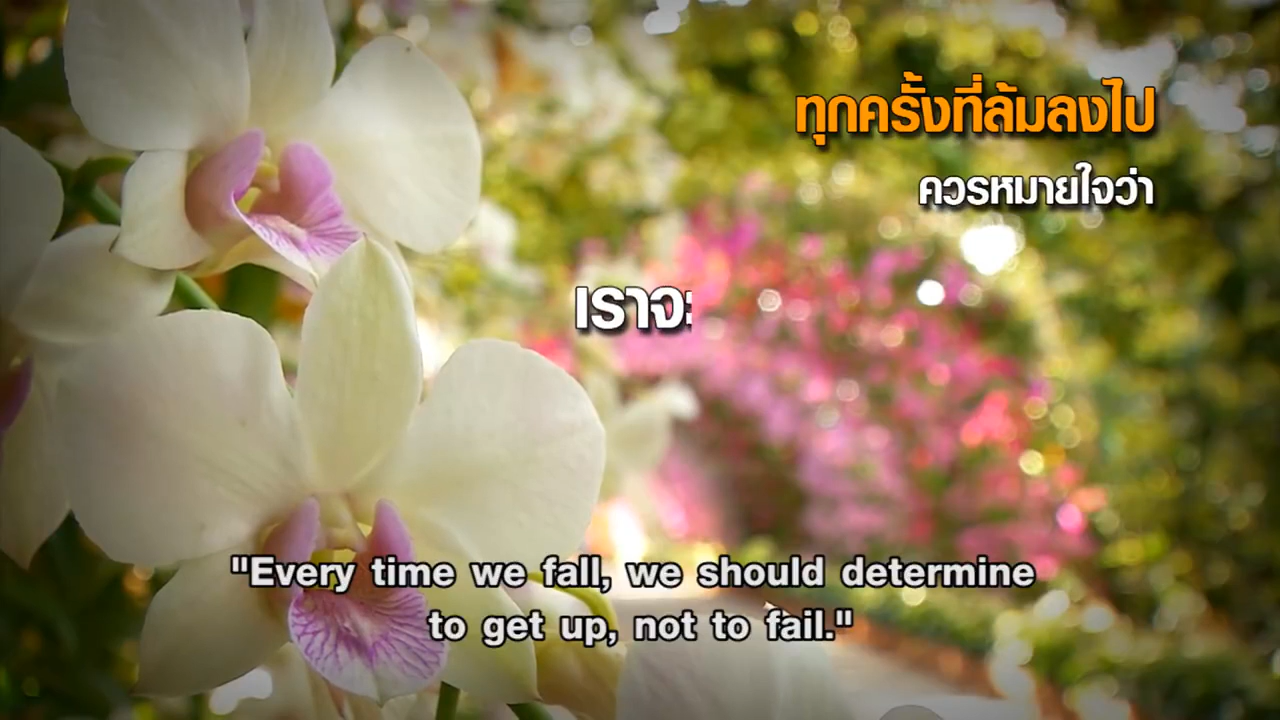 ทุกครั้งที่ล้มลงไป
ควรหมายใจว่า
เราจะ
"Every time we fall, we should determine
to get up, not to fail."